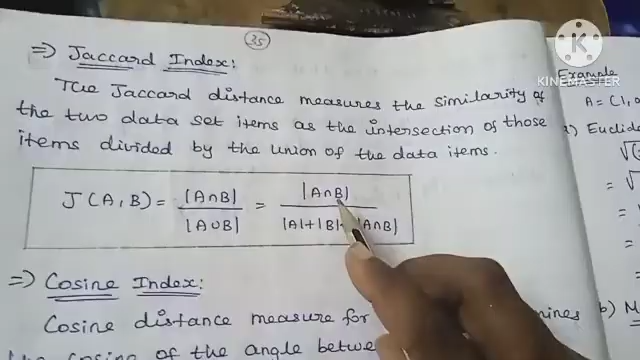 35
⇒ Jaccard Index:
The Jaccard distance measures the similarity of
the two data set items as the intersection of those
items divided by the union of the data items.
J(A,B) = |A∩B| / |A∪B| = |A∩B| / |A|+|B|- |A∩B|
⇒ Cosine Index:
Cosine distance measure for
the cosine of the angle
K
KINEMASTER
Example
A = (1,
a) Euclide
b) M